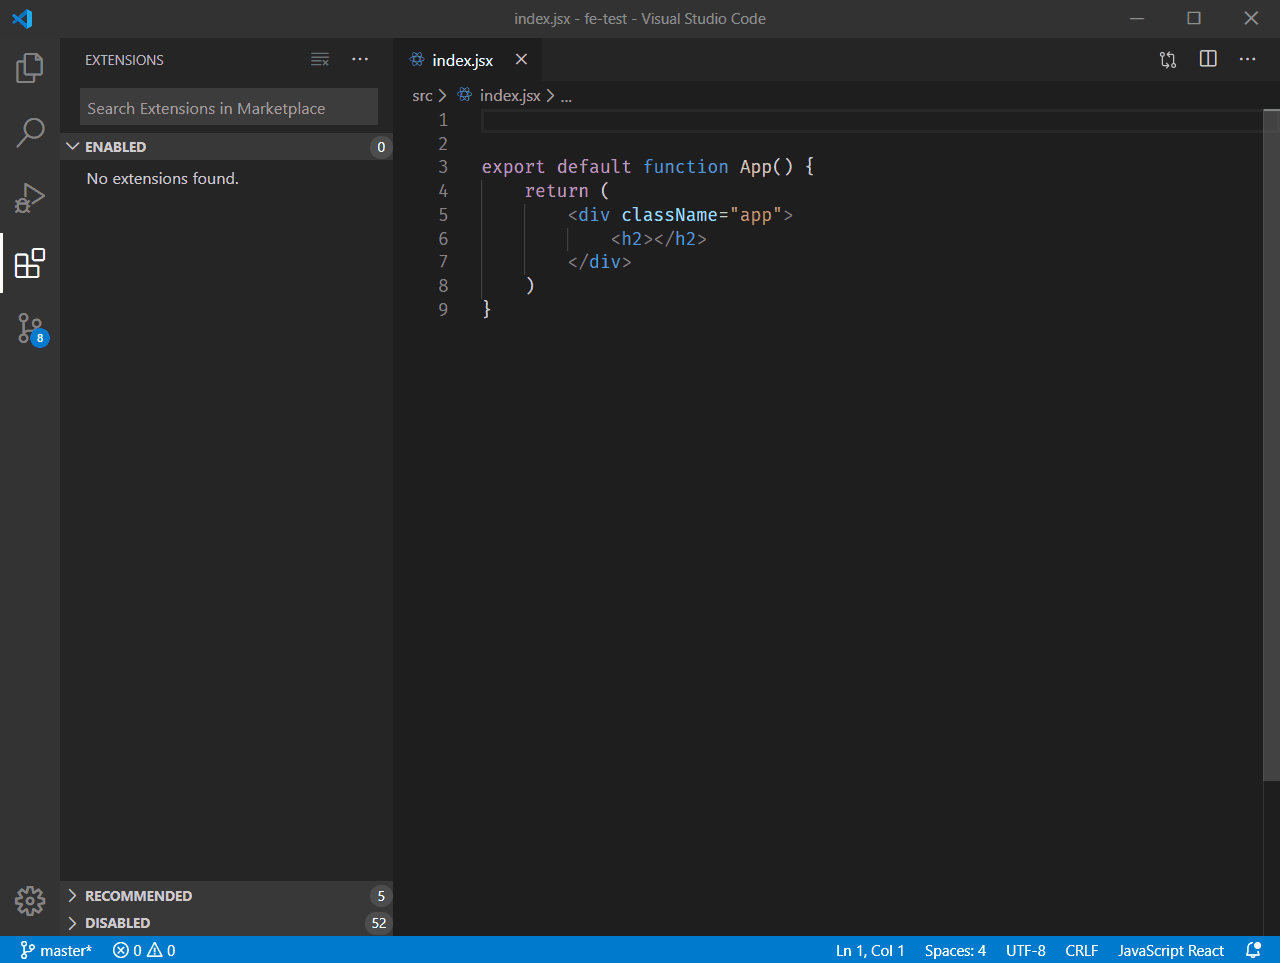 index.jsx - fe-test - Visual Studio Code
EXTENSIONS
Search Extensions in Marketplace
ENABLED 0
No extensions found.
8
RECOMMENDED 5
DISABLED 52
index.jsx
src > index.jsx > ...
1
2
3 export default function App() {
4     return (
5         <div className="app">
6             <h2></h2>
7         </div>
8     )
9 }
master* 0 0
Ln 1, Col 1 Spaces: 4 UTF-8 CRLF JavaScript React